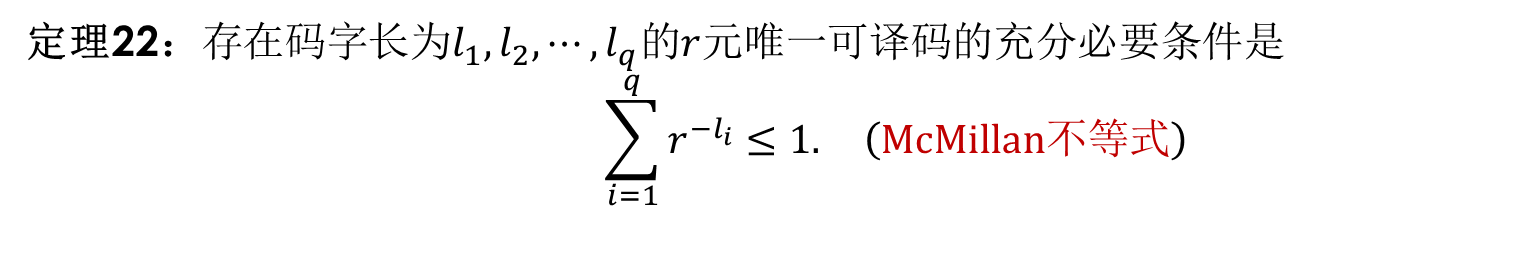 定理22：存在码字长为l₁, l₂, ⋯ , l_q的r元唯一可译码的充分必要条件是
∑_{i=1}^{q} r^{−l_i} ≤ 1. (McMillan不等式)